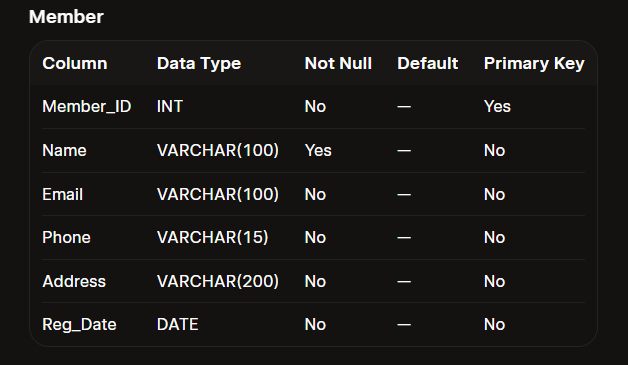 Member
Column Data Type Not Null Default Primary Key
Member_ID INT No — Yes
Name VARCHAR(100) Yes — No
Email VARCHAR(100) No — No
Phone VARCHAR(15) No — No
Address VARCHAR(200) No — No
Reg_Date DATE No — No